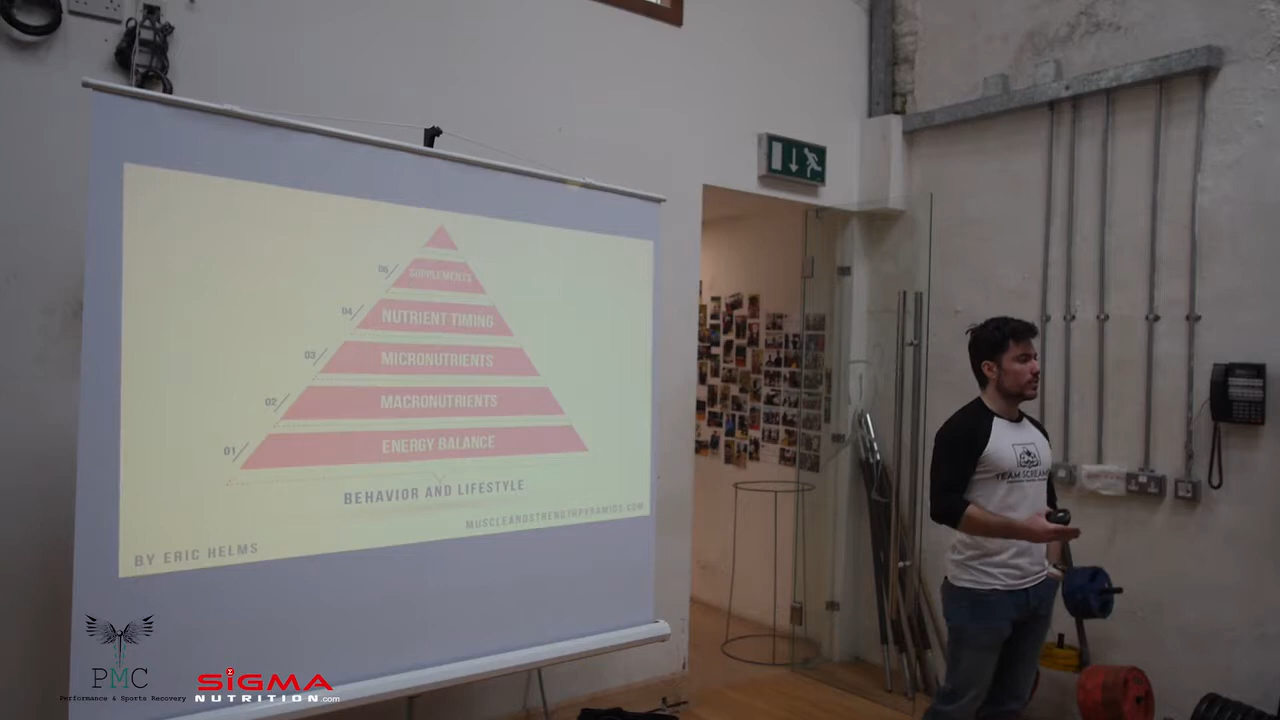 05
SUPPLEMENTS
04
NUTRIENT TIMING
03
MICRONUTRIENTS
02
MACRONUTRIENTS
01
ENERGY BALANCE
BEHAVIOR AND LIFESTYLE
MUSCLEANDSTRENGTHPYRAMIDS.COM
BY ERIC HELMS
TEAM SCREAM
PMC
Performance & Sports Recovery
SIGMA
NUTRITION.com